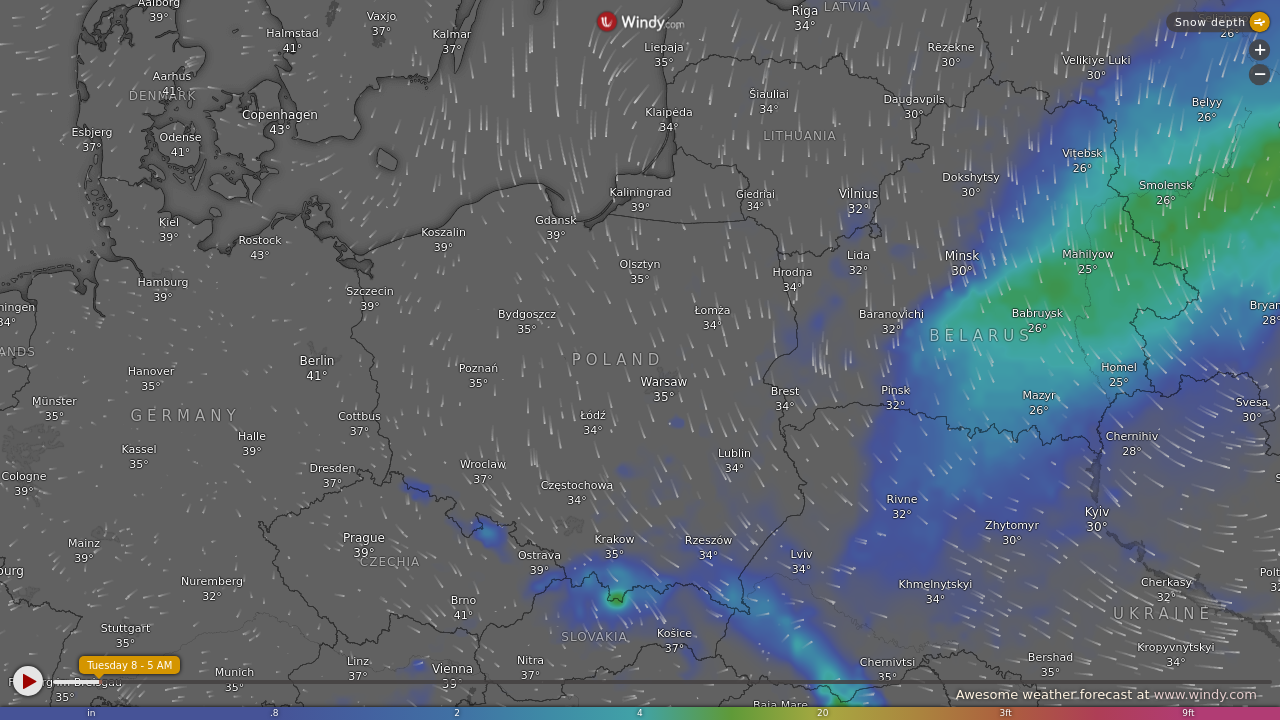 Aalborg
39°
Vaxjo
37°
Halmstad
41°
Kalmar
37°
Windy.com
Riga
34°
LATVIA
Snow depth
26°
+
−
Liepaja
35°
Rēzekne
30°
Velikiye Luki
30°
Aarhus
41°
DENMARK
Copenhagen
43°
Šiauliai
34°
Daugavpils
30°
Belyy
26°
Klaipėda
34°
LITHUANIA
Esbjerg
37°
Odense
41°
Vitebsk
26°
Dokshytsy
30°
Smolensk
26°
Kaliningrad
39°
Giedriai
34°
Vilnius
32°
Kiel
39°
Rostock
43°
Koszalin
39°
Gdansk
39°
Olsztyn
35°
Hrodna
34°
Lida
32°
Minsk
30°
Mahilyow
25°
Hamburg
39°
Szczecin
39°
Bydgoszcz
35°
Łomża
34°
Baranovichi
32°
Babruysk
26°
BELARUS
ningen
34°
ANDS
Berlin
41°
POLAND
Hanover
35°
Poznań
35°
Warsaw
35°
Brest
34°
Pinsk
32°
Homel
25°
Mazyr
26°
28°
Münster
35°
GERMANY
Cottbus
37°
Łódź
34°
Svesa
30°
Halle
39°
Kassel
35°
Chernihiv
28°
Cologne
39°
Dresden
37°
Wroclaw
37°
Częstochowa
34°
Lublin
34°
Rivne
32°
Kyiv
30°
Zhytomyr
30°
Mainz
39°
Prague
39°
CZECHIA
Ostrava
39°
Krakow
35°
Rzeszów
34°
Lviv
34°
Nuremberg
32°
Brno
41°
Khmelnytskyi
34°
Cherkasy
32°
UKRAINE
Stuttgart
35°
SLOVAKIA
Košice
37°
Kropyvnytskyi
34°
Tuesday 8 - 5 AM
35°
Munich
35°
Linz
37°
Vienna
39°
Nitra
37°
Chernivtsi
35°
Bershad
35°
Baia Mare
Awesome weather forecast at www.windy.com
in .8 2 4 20 3ft 9ft